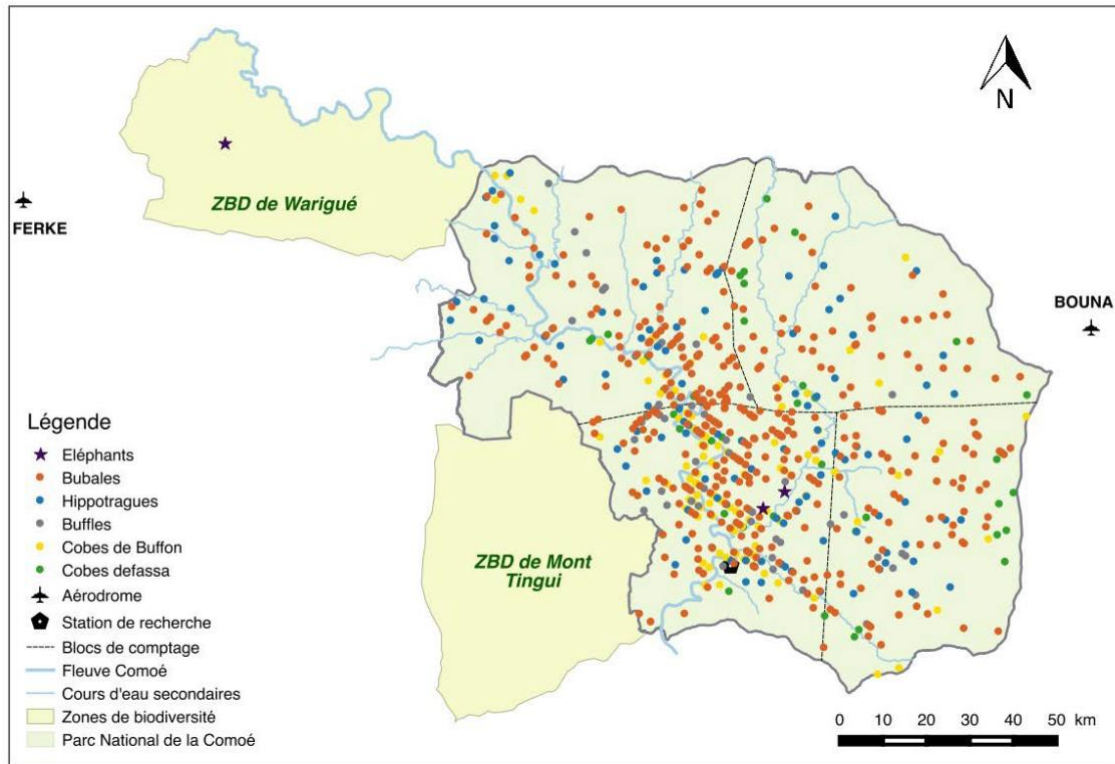 N
ZBD de Warigué
FERKE
BOUNA
ZBD de Mont
Tingui
Légende
Eléphants
Bubales
Hippotragues
Buffles
Cobes de Buffon
Cobes defassa
Aérodrome
Station de recherche
Blocs de comptage
Fleuve Comoé
Cours d'eau secondaires
Zones de biodiversité
Parc National de la Comoé
0 10 20 30 40 50 km